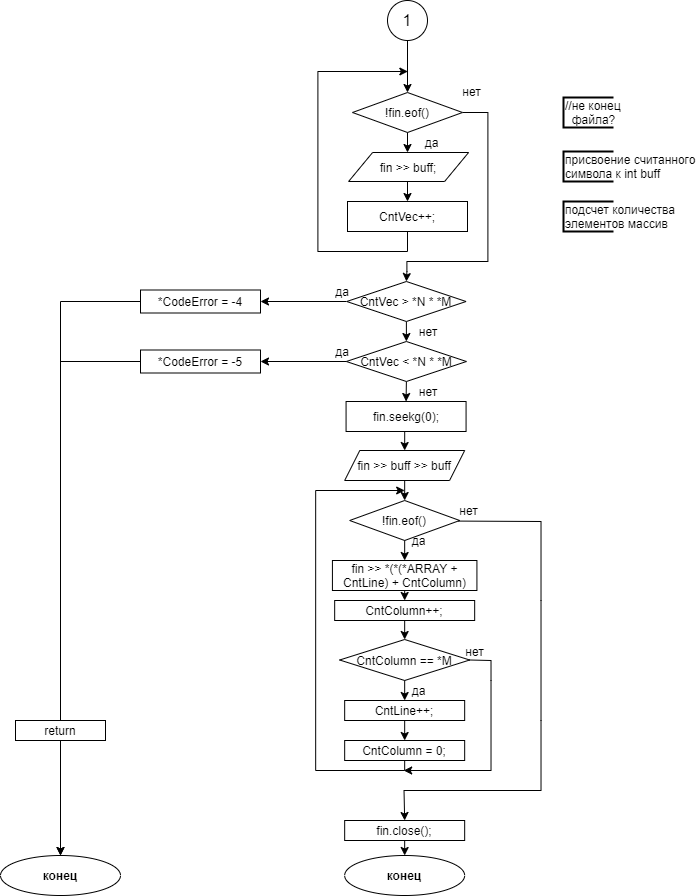 1
нет
!fin.eof()
//не конец
файла?
да
fin >> buff;
присвоение считанного
символа к int buff
CntVec++;
подсчет количества
элементов массив
да
*CodeError = -4
CntVec > *N * *M
нет
да
*CodeError = -5
CntVec < *N * *M
нет
fin.seekg(0);
fin >> buff >> buff
нет
!fin.eof()
да
fin >> *(*(*ARRAY +
CntLine) + CntColumn)
CntColumn++;
нет
CntColumn == *M
да
CntLine++;
return
CntColumn = 0;
fin.close();
конец
конец